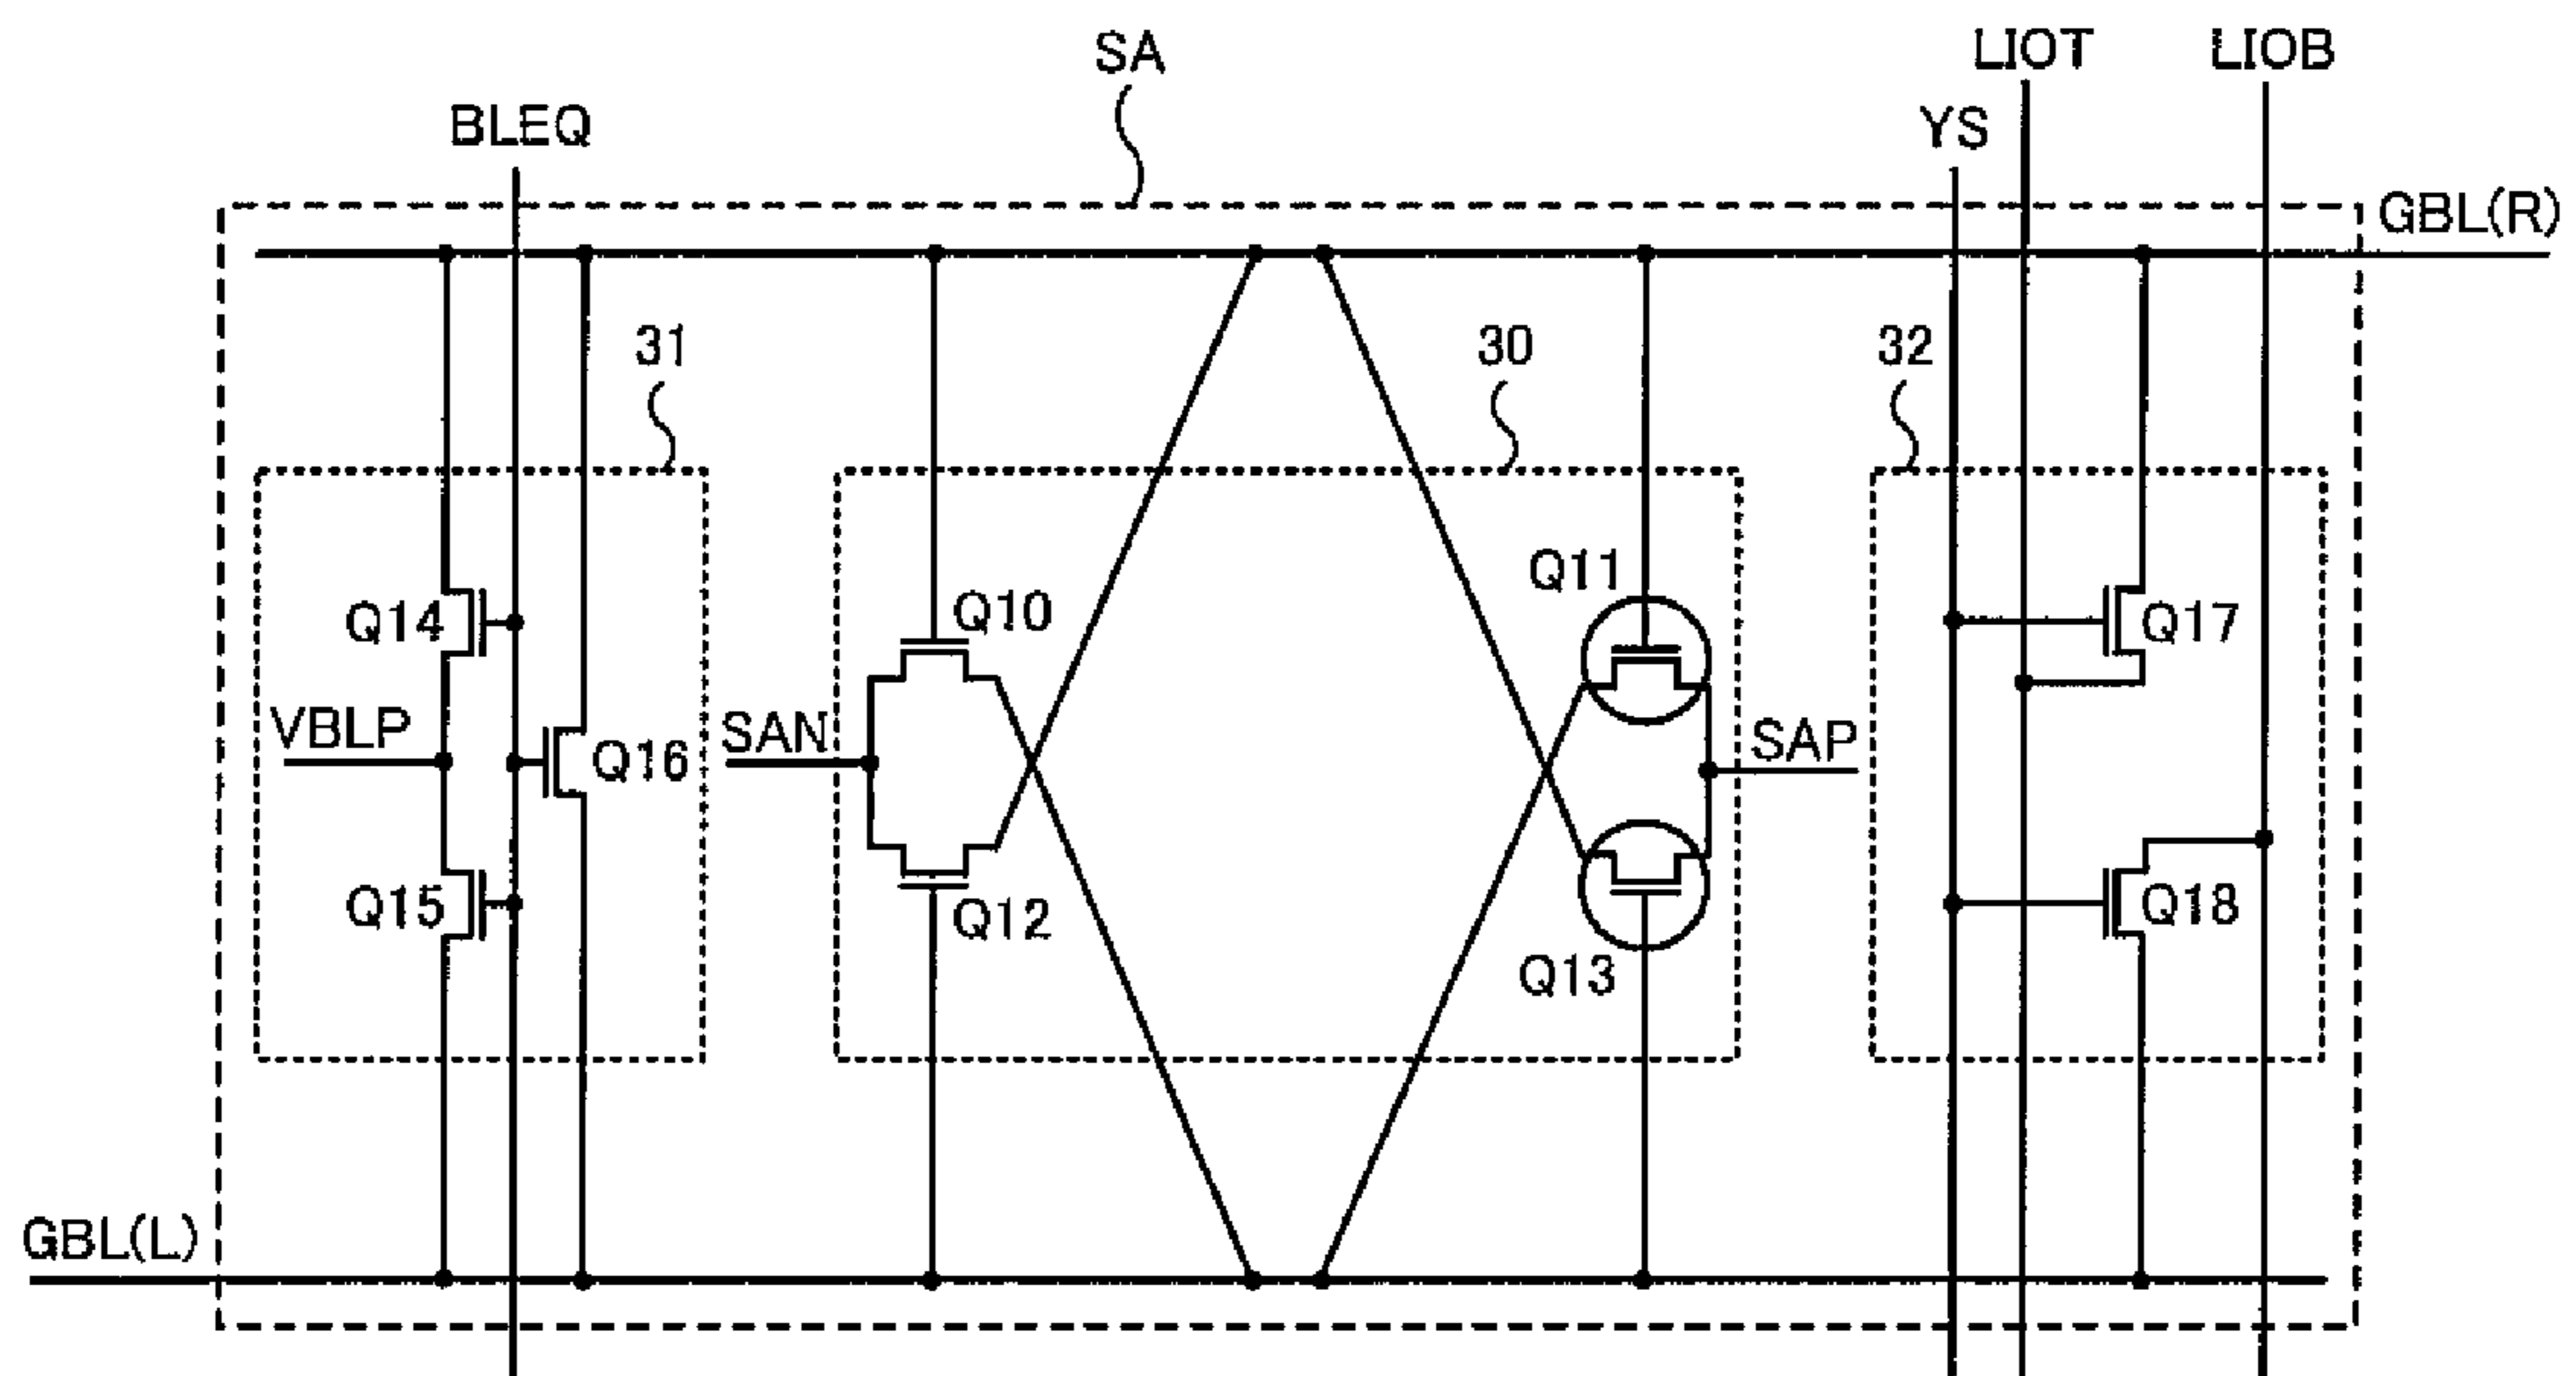 SA
LIOT
LIOB
BLEQ
YS
GBL(R)
31
30
32
Q11
Q10
Q14
Q17
VBLP
Q16
SAN
SAP
Q15
Q12
Q18
Q13
GBL(L)